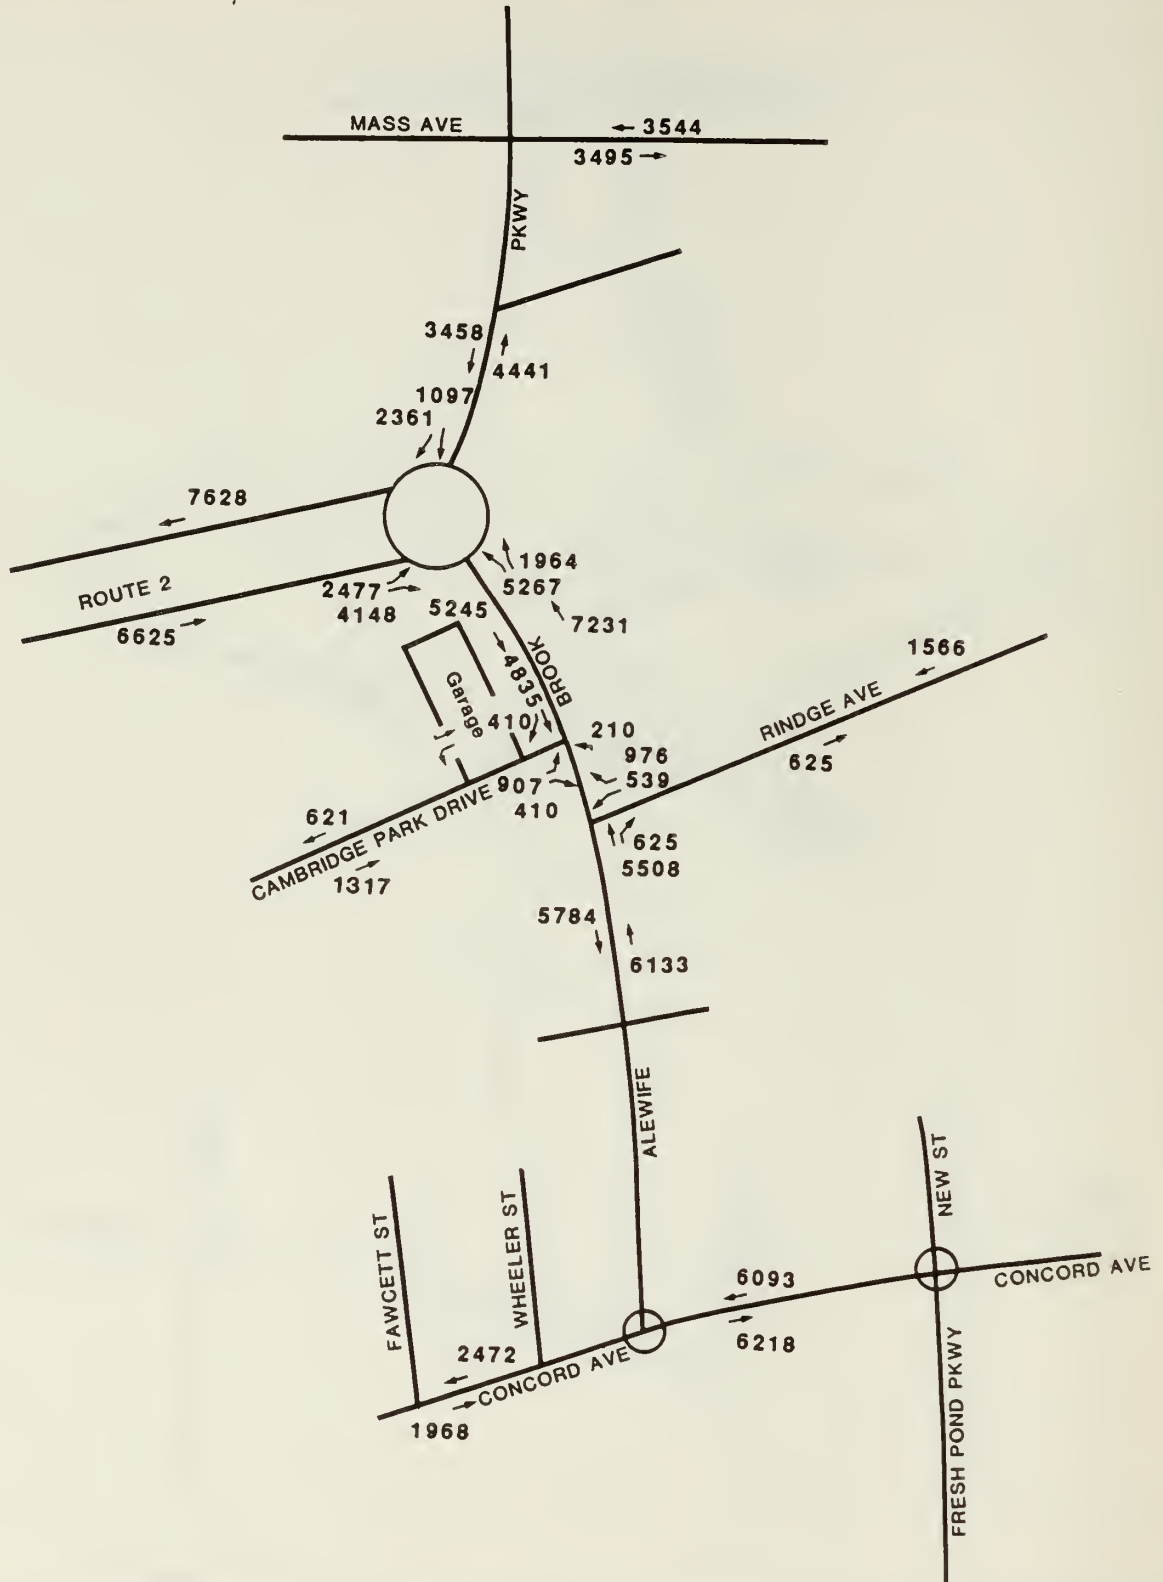 MASS AVE
← 3544
3495 →
PKWY
3458
4441
1097
2361
7628
ROUTE 2
6625
2477
4148
1964
5267
7231
5245
BROOK
4835
Garage
410
210
976
539
RINDGE AVE
1566
625
907
410
621
CAMBRIDGE PARK DRIVE
1317
625
5508
5784
6133
ALEWIFE
NEW ST
FAWCETT ST
WHEELER ST
6093
CONCORD AVE
6218
2472
CONCORD AVE
1968
FRESH POND PKWY